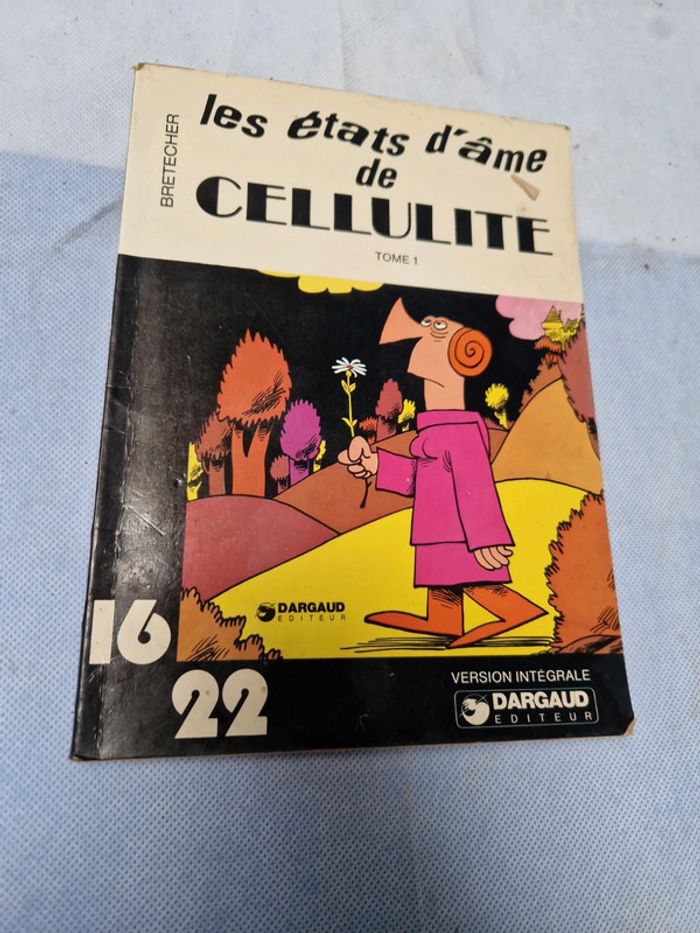 BRETECHER
les états d'âme
de
CELLULITE
TOME 1
DARGAUD
EDITEUR
16
22
VERSION INTÉGRALE
DARGAUD
EDITEUR